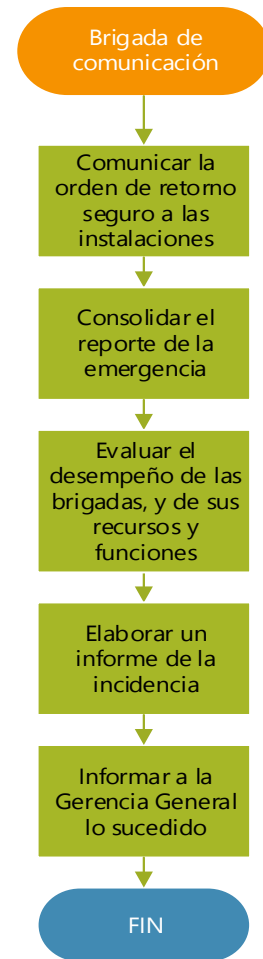 Brigada de
comunicación
Comunicar la
orden de retorno
seguro a las
instalaciones
Consolidar el
reporte de la
emergencia
Evaluar el
desempeño de las
brigadas, y de sus
recursos y
funciones
Elaborar un
informe de la
incidencia
Informar a la
Gerencia General
lo sucedido
FIN